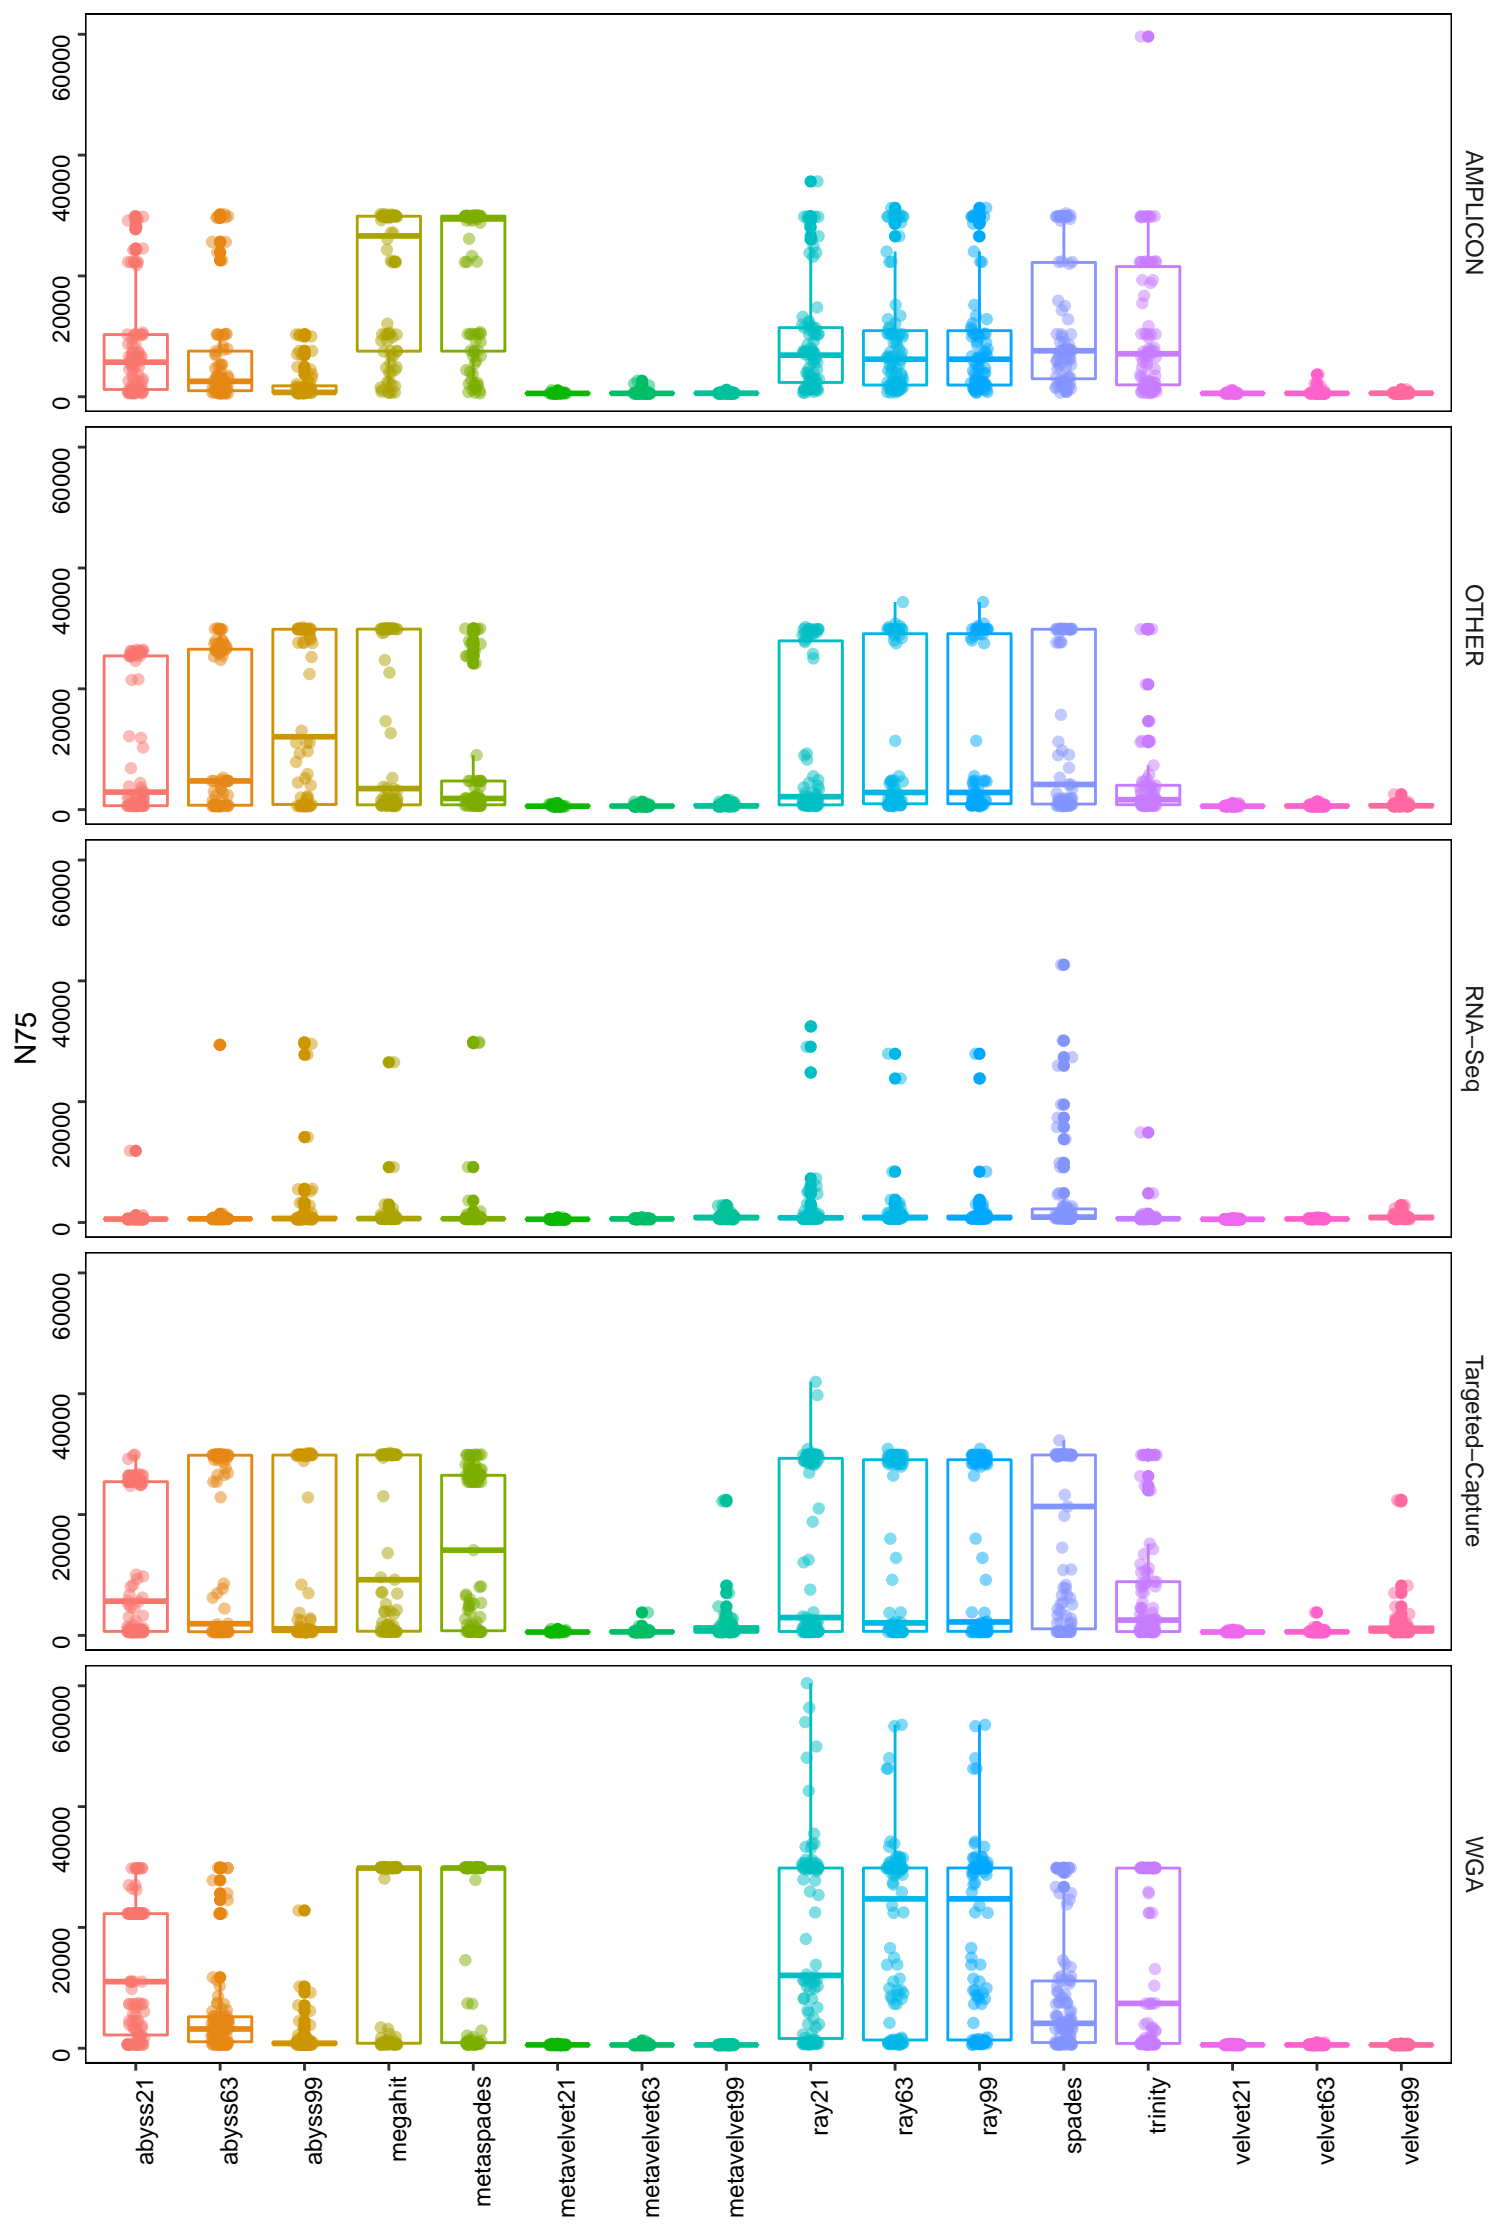 N75
60000
40000
20000
0
AMPLICON
60000
40000
20000
0
OTHER
60000
40000
20000
0
RNA−Seq
60000
40000
20000
0
Targeted−Capture
60000
40000
20000
0
WGA
abyss21
abyss63
abyss99
megahit
metaspades
metavelvet21
metavelvet63
metavelvet99
ray21
ray63
ray99
spades
trinity
velvet21
velvet63
velvet99